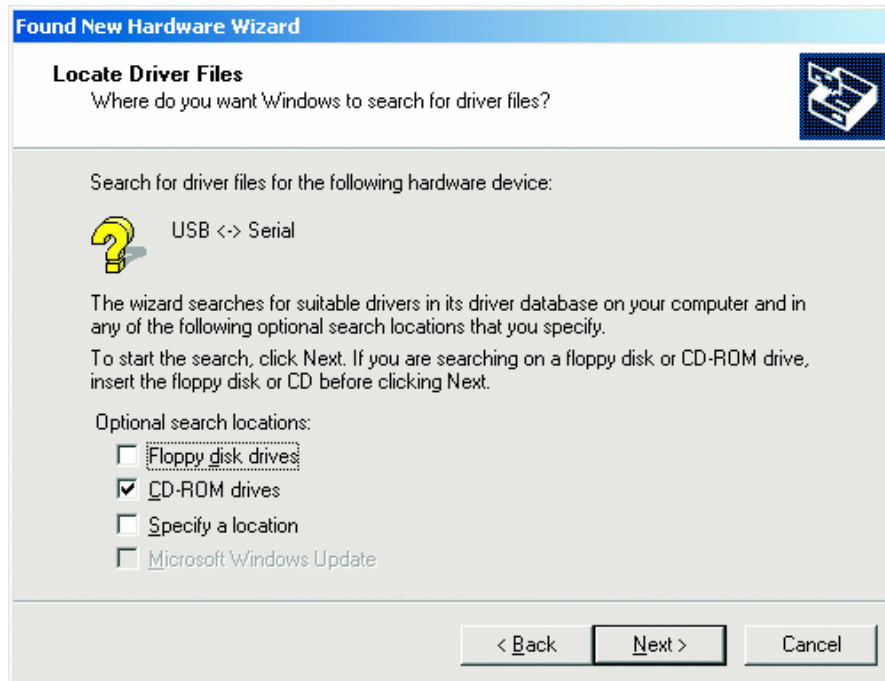 Found New Hardware Wizard
Locate Driver Files
Where do you want Windows to search for driver files?
Search for driver files for the following hardware device:
USB <-> Serial
The wizard searches for suitable drivers in its driver database on your computer and in
any of the following optional search locations that you specify.
To start the search, click Next. If you are searching on a floppy disk or CD-ROM drive,
insert the floppy disk or CD before clicking Next.
Optional search locations:
Floppy disk drives
CD-ROM drives
Specify a location
Microsoft Windows Update
< Back Next > Cancel